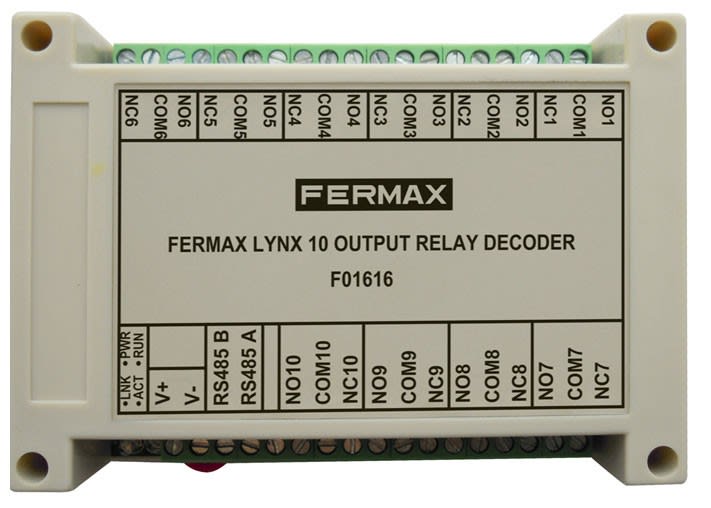 NC6 COM6 NO6 NC5 COM5 NO5 NC4 COM4 NO4 NC3 COM3 NO3 NC2 COM2 NO2 NC1 COM1 NO1
FERMAX
FERMAX LYNX 10 OUTPUT RELAY DECODER
F01616
•LNK •PWR
•ACT •RUN
V+ V- RS485 B RS485 A NO10 COM10 NC10 NO9 COM9 NC9 NO8 COM8 NC8 NO7 COM7 NC7